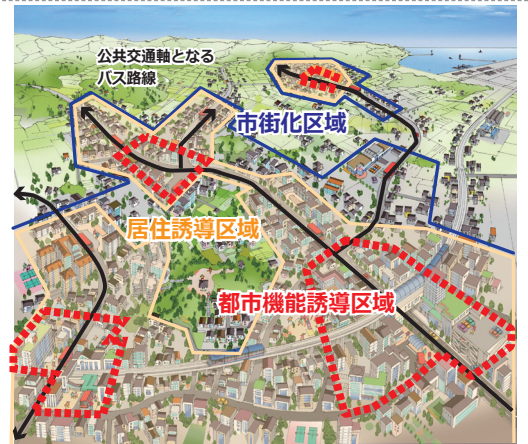 公共交通軸となる
バス路線
市街化区域
居住誘導区域
都市機能誘導区域